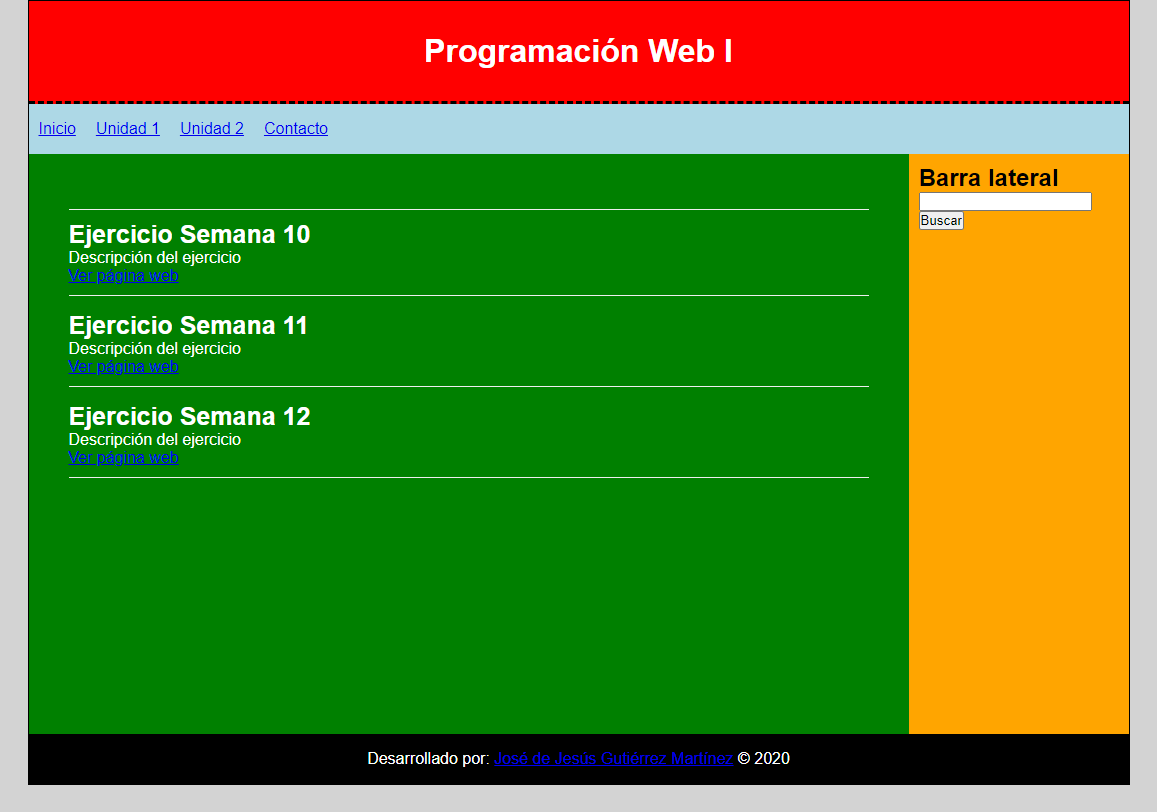 Programación Web I
Inicio Unidad 1 Unidad 2 Contacto
Ejercicio Semana 10
Descripción del ejercicio
Ver página web
Ejercicio Semana 11
Descripción del ejercicio
Ver página web
Ejercicio Semana 12
Descripción del ejercicio
Ver página web
Barra lateral
Buscar
Desarrollado por: José de Jesús Gutiérrez Martínez © 2020